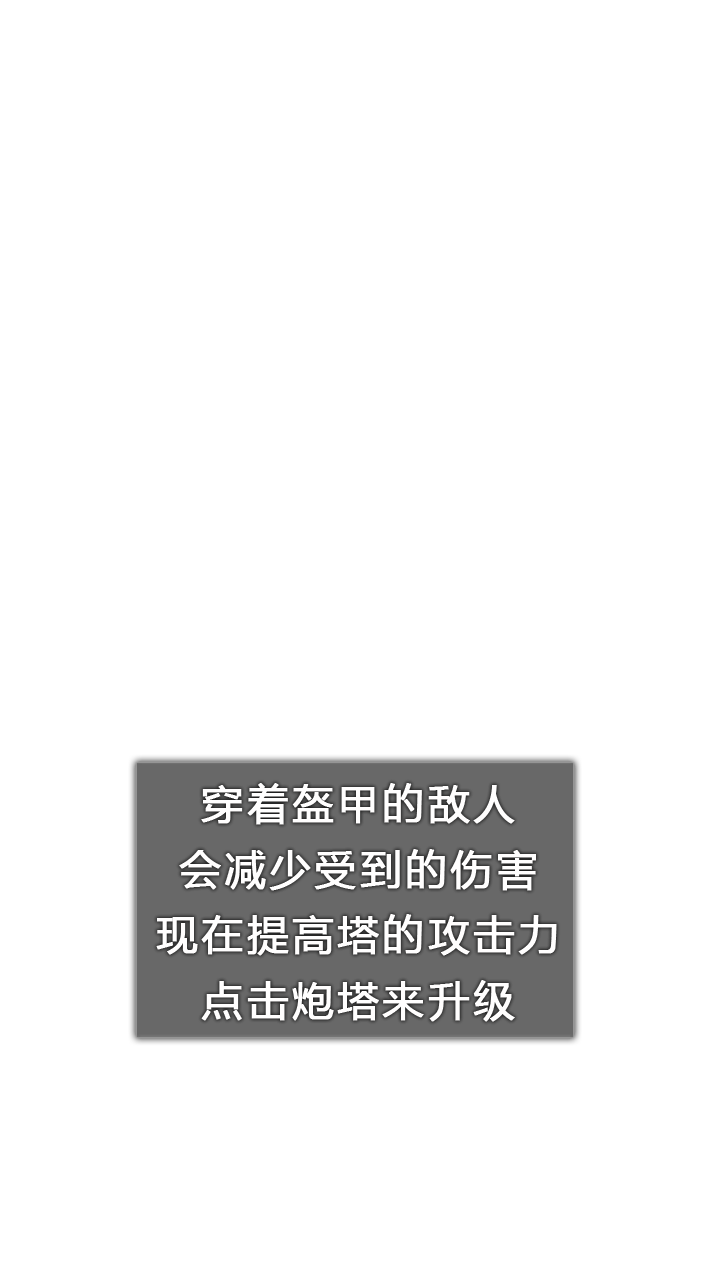 穿着盔甲的敌人
会减少受到的伤害
现在提高塔的攻击力
点击炮塔来升级